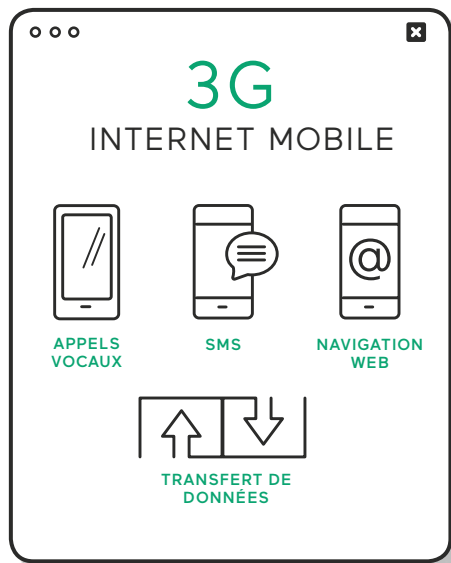 3G
INTERNET MOBILE
APPELS
VOCAUX
SMS
NAVIGATION
WEB
@
TRANSFERT DE
DONNÉES